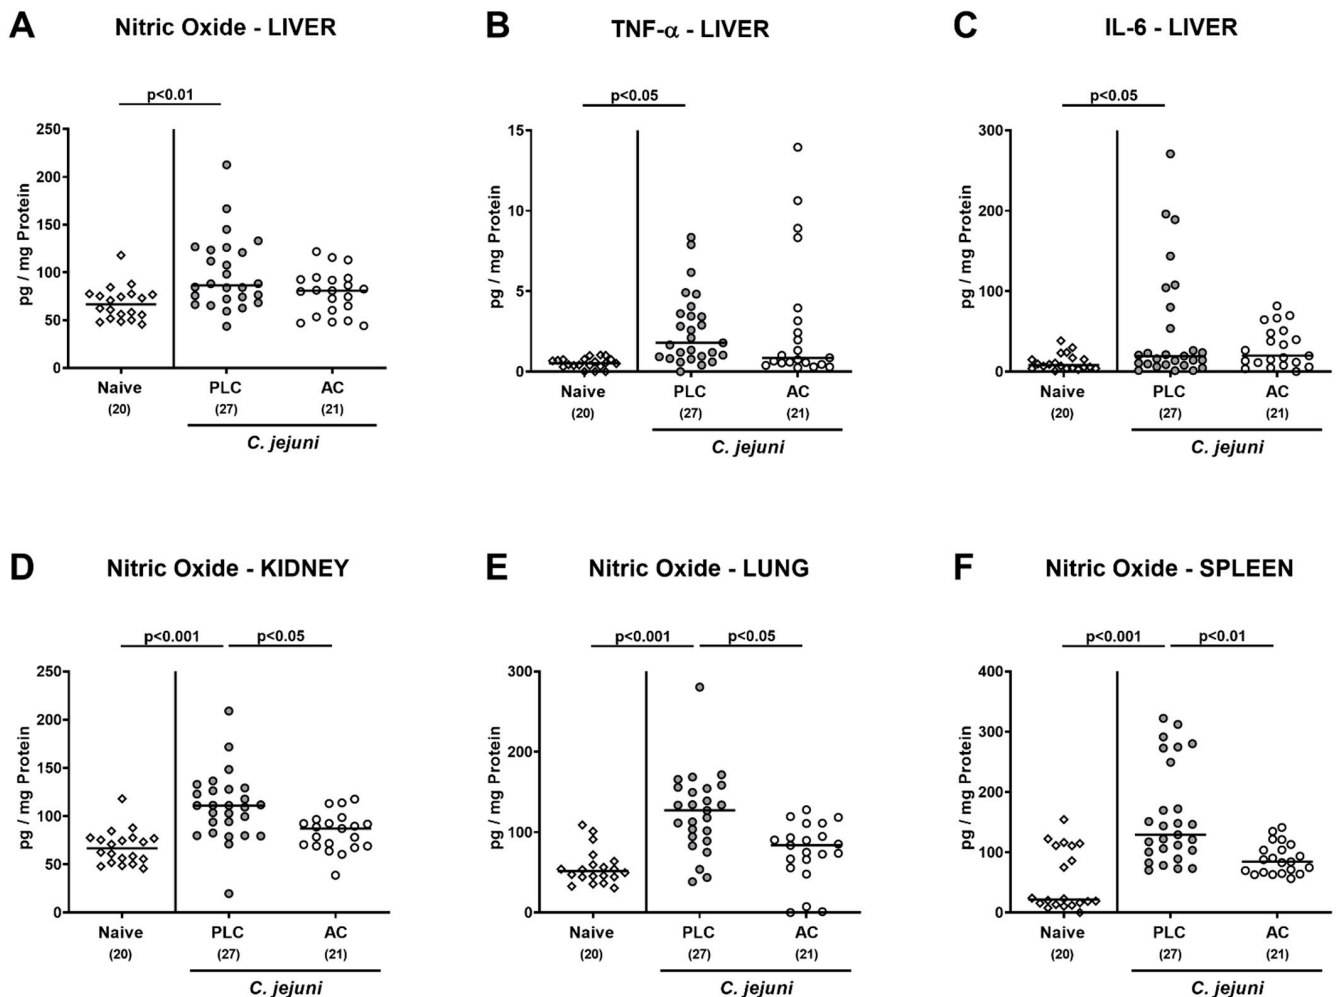 A Nitric Oxide - LIVER
p<0.01
250
200
150
100
50
0
pg / mg Protein
Naive PLC AC
(20) (27) (21)
C. jejuni
B TNF-α - LIVER
p<0.05
15
10
5
0
pg / mg Protein
Naive PLC AC
(20) (27) (21)
C. jejuni
C IL-6 - LIVER
p<0.05
300
200
100
0
pg / mg Protein
Naive PLC AC
(20) (27) (21)
C. jejuni
D Nitric Oxide - KIDNEY
p<0.001 p<0.05
250
200
150
100
50
0
pg / mg Protein
Naive PLC AC
(20) (27) (21)
C. jejuni
E Nitric Oxide - LUNG
p<0.001 p<0.05
300
200
100
0
pg / mg Protein
Naive PLC AC
(20) (27) (21)
C. jejuni
F Nitric Oxide - SPLEEN
p<0.001 p<0.01
400
300
200
100
0
pg / mg Protein
Naive PLC AC
(20) (27) (21)
C. jejuni